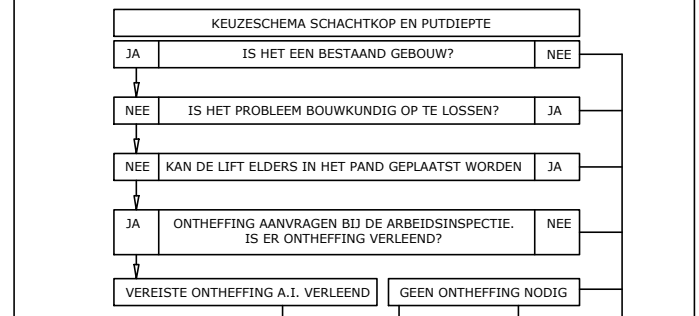 KEUZESCHEMA SCHACHTKOP EN PUTDIEPTE
JA IS HET EEN BESTAAND GEBOUW? NEE
NEE IS HET PROBLEEM BOUWKUNDIG OP TE LOSSEN? JA
NEE KAN DE LIFT ELDERS IN HET PAND GEPLAATST WORDEN JA
JA ONTHEFFING AANVRAGEN BIJ DE ARBEIDSINSPECTIE. NEE
IS ER ONTHEFFING VERLEEND?
VEREISTE ONTHEFFING A.I. VERLEEND GEEN ONTHEFFING NODIG